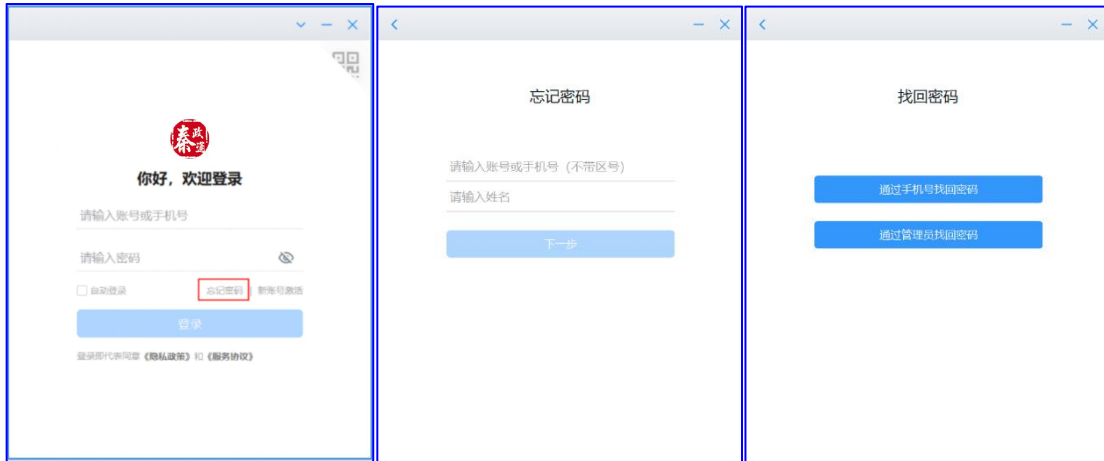 秦政通
你好，欢迎登录
请输入账号或手机号
请输入密码
自动登录 忘记密码 | 新账号激活
登录
登录即代表同意《隐私政策》和《服务协议》
忘记密码
请输入账号或手机号（不带区号）
请输入姓名
下一步
找回密码
通过手机号找回密码
通过管理员找回密码